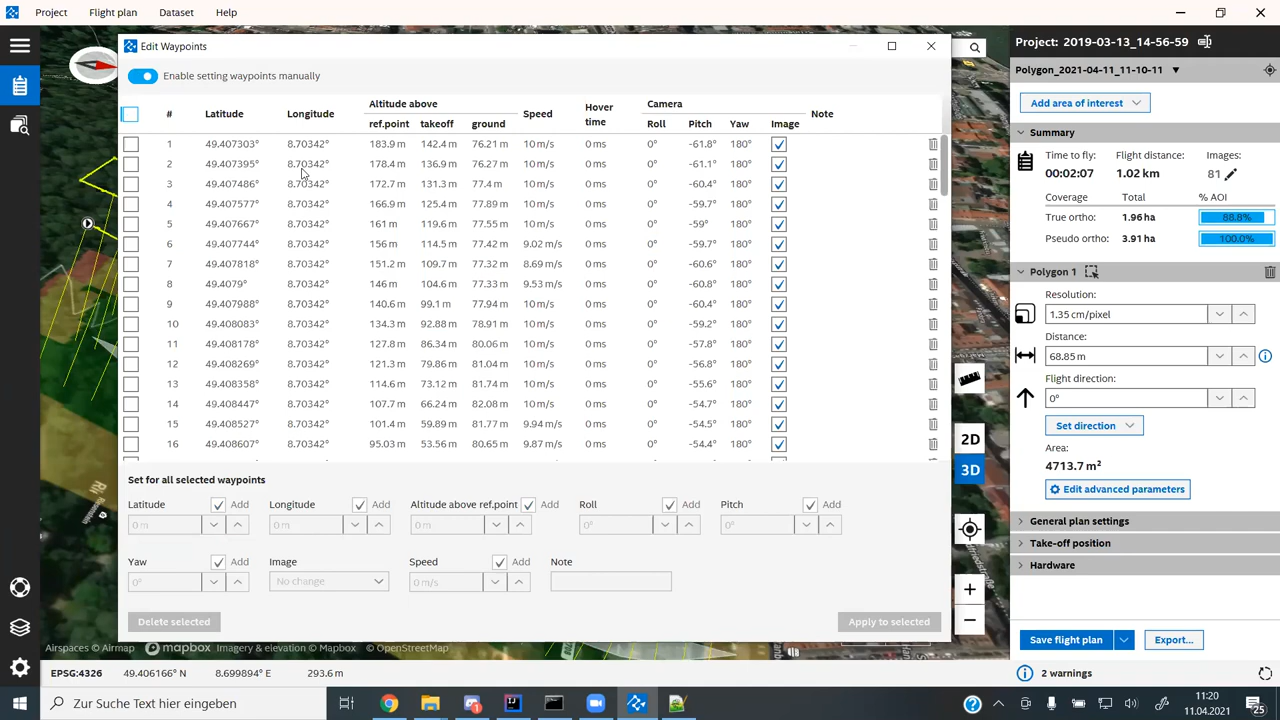 Project Flight plan Dataset Help
Edit Waypoints
Enable setting waypoints manually
# Latitude Longitude Altitude above ref.point takeoff ground Speed Hover time Camera Roll Pitch Yaw Image Note
1 8.70342° 183.9 m 142.4 m 76.21 m 10 m/s 0 ms 0° -61.8° 180°
2 49.407395° 8.70342° 178.4 m 136.9 m 76.27 m 10 m/s 0 ms 0° -61.1° 180°
3 49.407486° 8.70342° 172.7 m 131.3 m 77.4 m 10 m/s 0 ms 0° -60.4° 180°
4 49.407577° 8.70342° 166.9 m 125.4 m 77.89 m 10 m/s 0 ms 0° -59.7° 180°
5 49.407667° 8.70342° 161 m 119.6 m 77.55 m 10 m/s 0 ms 0° -59° 180°
6 49.407744° 8.70342° 156 m 114.5 m 77.42 m 9.02 m/s 0 ms 0° -59.7° 180°
7 49.407818° 8.70342° 151.2 m 109.7 m 77.32 m 8.69 m/s 0 ms 0° -60.6° 180°
8 49.4079° 8.70342° 146 m 104.6 m 77.33 m 9.53 m/s 0 ms 0° -60.8° 180°
9 49.407988° 8.70342° 140.6 m 99.1 m 77.94 m 10 m/s 0 ms 0° -60.4° 180°
10 49.408083° 8.70342° 134.3 m 92.88 m 78.91 m 10 m/s 0 ms 0° -59.2° 180°
11 49.408178° 8.70342° 127.8 m 86.34 m 80.06 m 10 m/s 0 ms 0° -57.8° 180°
12 49.408269° 8.70342° 121.3 m 79.86 m 81.04 m 10 m/s 0 ms 0° -56.8° 180°
13 49.408358° 8.70342° 114.6 m 73.12 m 81.74 m 10 m/s 0 ms 0° -55.6° 180°
14 49.408447° 8.70342° 107.7 m 66.24 m 82.08 m 10 m/s 0 ms 0° -54.7° 180°
15 49.408527° 8.70342° 101.4 m 59.89 m 81.77 m 9.94 m/s 0 ms 0° -54.5° 180°
16 49.408607° 8.70342° 95.03 m 53.56 m 80.65 m 9.87 m/s 0 ms 0° -54.4° 180°
Set for all selected waypoints
Latitude Add Longitude Add Altitude above ref.point Add Roll Add Pitch Add
0 m 0 m 0 m 0° 0°
Yaw Add Image Speed Add Note
0° No change 0 m/s
Delete selected Apply to selected
Airspaces © Airmap mapbox Imagery & elevation © Mapbox © OpenStreetMap
2D
3D
Project: 2019-03-13_14-56-59
Polygon_2021-04-11_11-10-11
Add area of interest
Summary
Time to fly: Flight distance: Images:
00:02:07 1.02 km 81
Coverage Total % AOI
True ortho: 1.96 ha 88.8%
Pseudo ortho: 3.91 ha 100.0%
Polygon 1
Resolution:
1.35 cm/pixel
Distance:
68.85 m
Flight direction:
0°
Set direction
Area:
4713.7 m²
Edit advanced parameters
General plan settings
Take-off position
Hardware
Save flight plan Export...
EPSG:4326 49.406166° N 8.699894° E 293.6 m 2 warnings
Zur Suche Text hier eingeben
11:20
11.04.2021
25